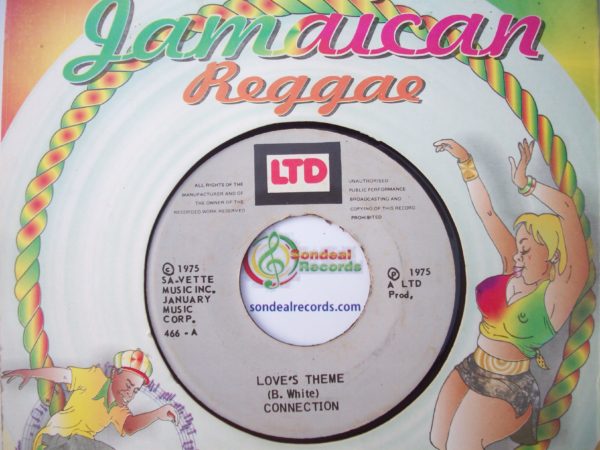 Jamaican
Reggae
LTD
ALL RIGHTS OF THE
MANUFACTURER AND OF
THE OWNER OF THE
RECORDED WORK RESERVED
UNAUTHORISED
PUBLIC PERFORMANCE
BROADCASTING AND
COPYING OF THIS RECORD
PROHIBITED
© 1975
SA-VETTE
MUSIC INC.
JANUARY
MUSIC
CORP.
466 - A
Sondeal
Records
sondealrecords.com
℗ 1975
A LTD
Prod,
LOVE'S THEME
(B. White)
CONNECTION